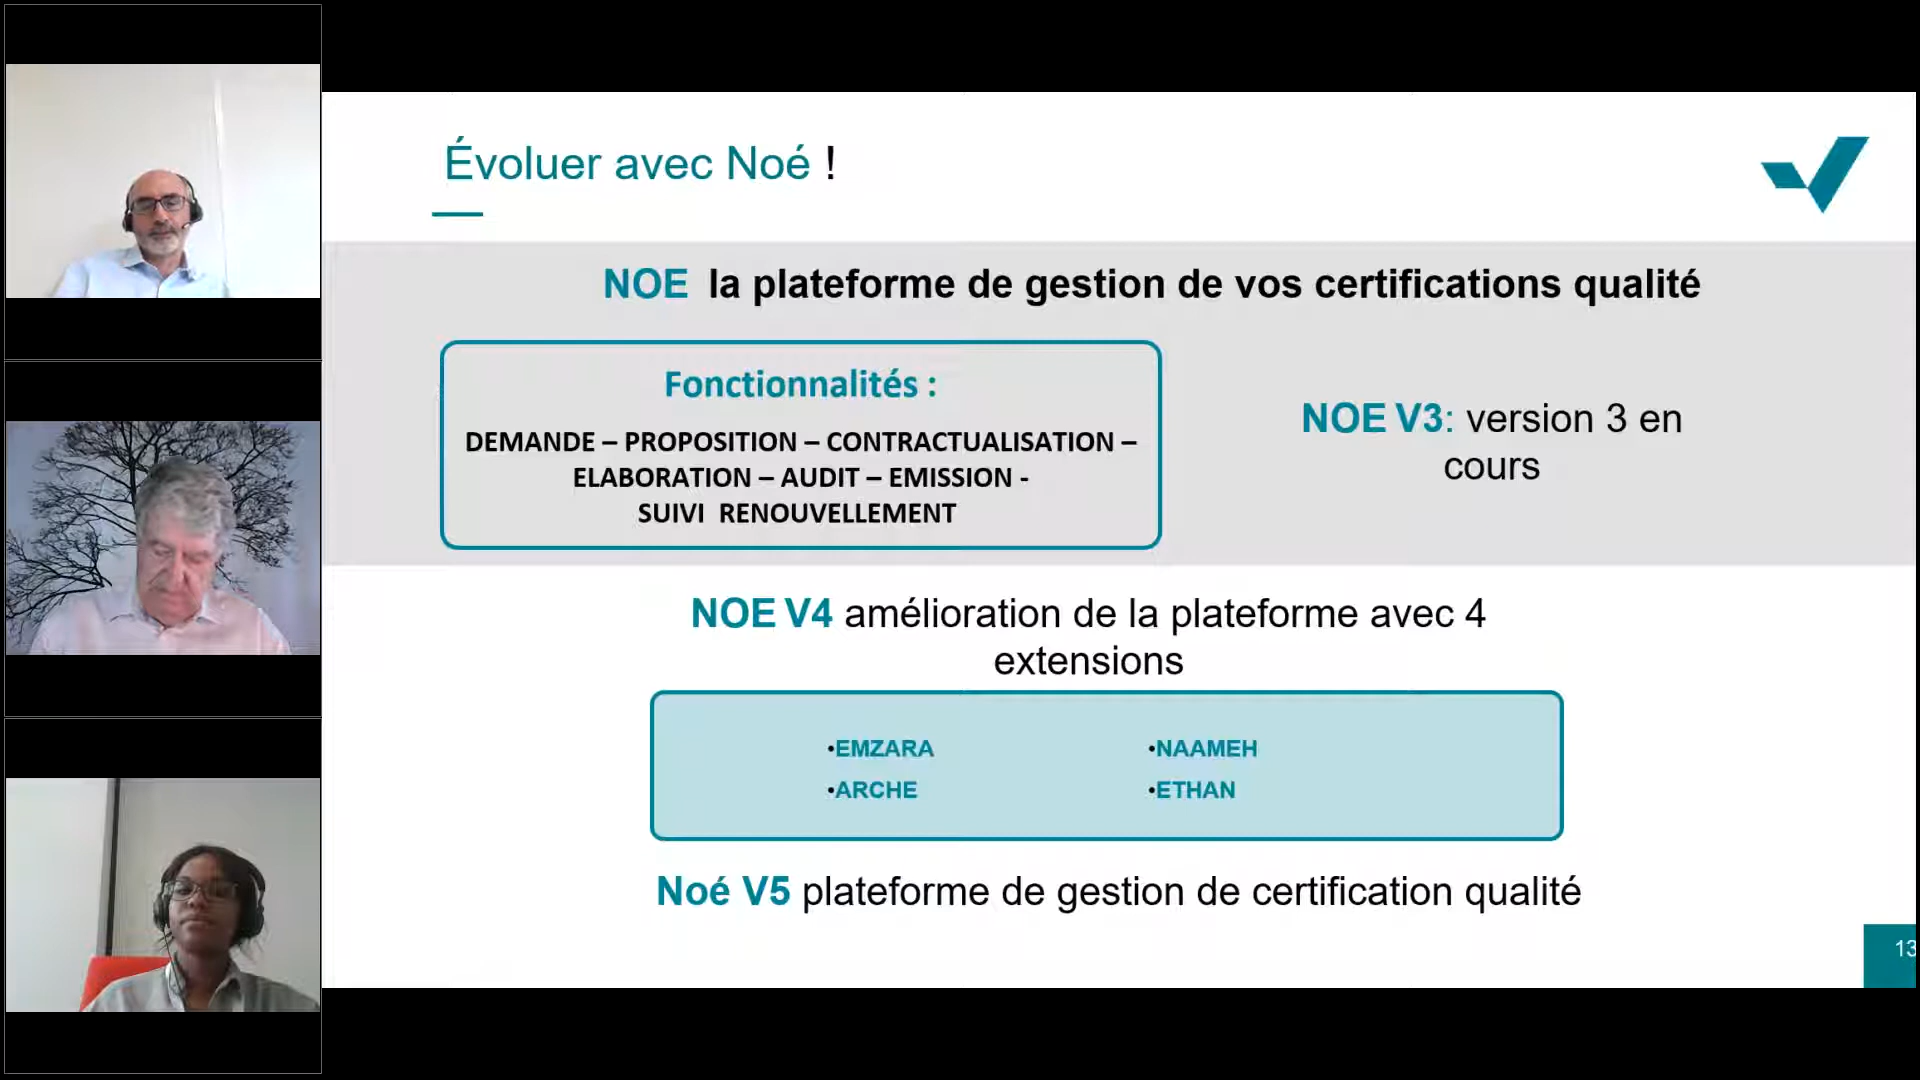 Évoluer avec Noé !
NOE la plateforme de gestion de vos certifications qualité
Fonctionnalités :
DEMANDE – PROPOSITION – CONTRACTUALISATION –
ELABORATION – AUDIT – EMISSION -
SUIVI RENOUVELLEMENT
NOE V3: version 3 en
cours
NOE V4 amélioration de la plateforme avec 4
extensions
•EMZARA
•ARCHE
•NAAMEH
•ETHAN
Noé V5 plateforme de gestion de certification qualité
13